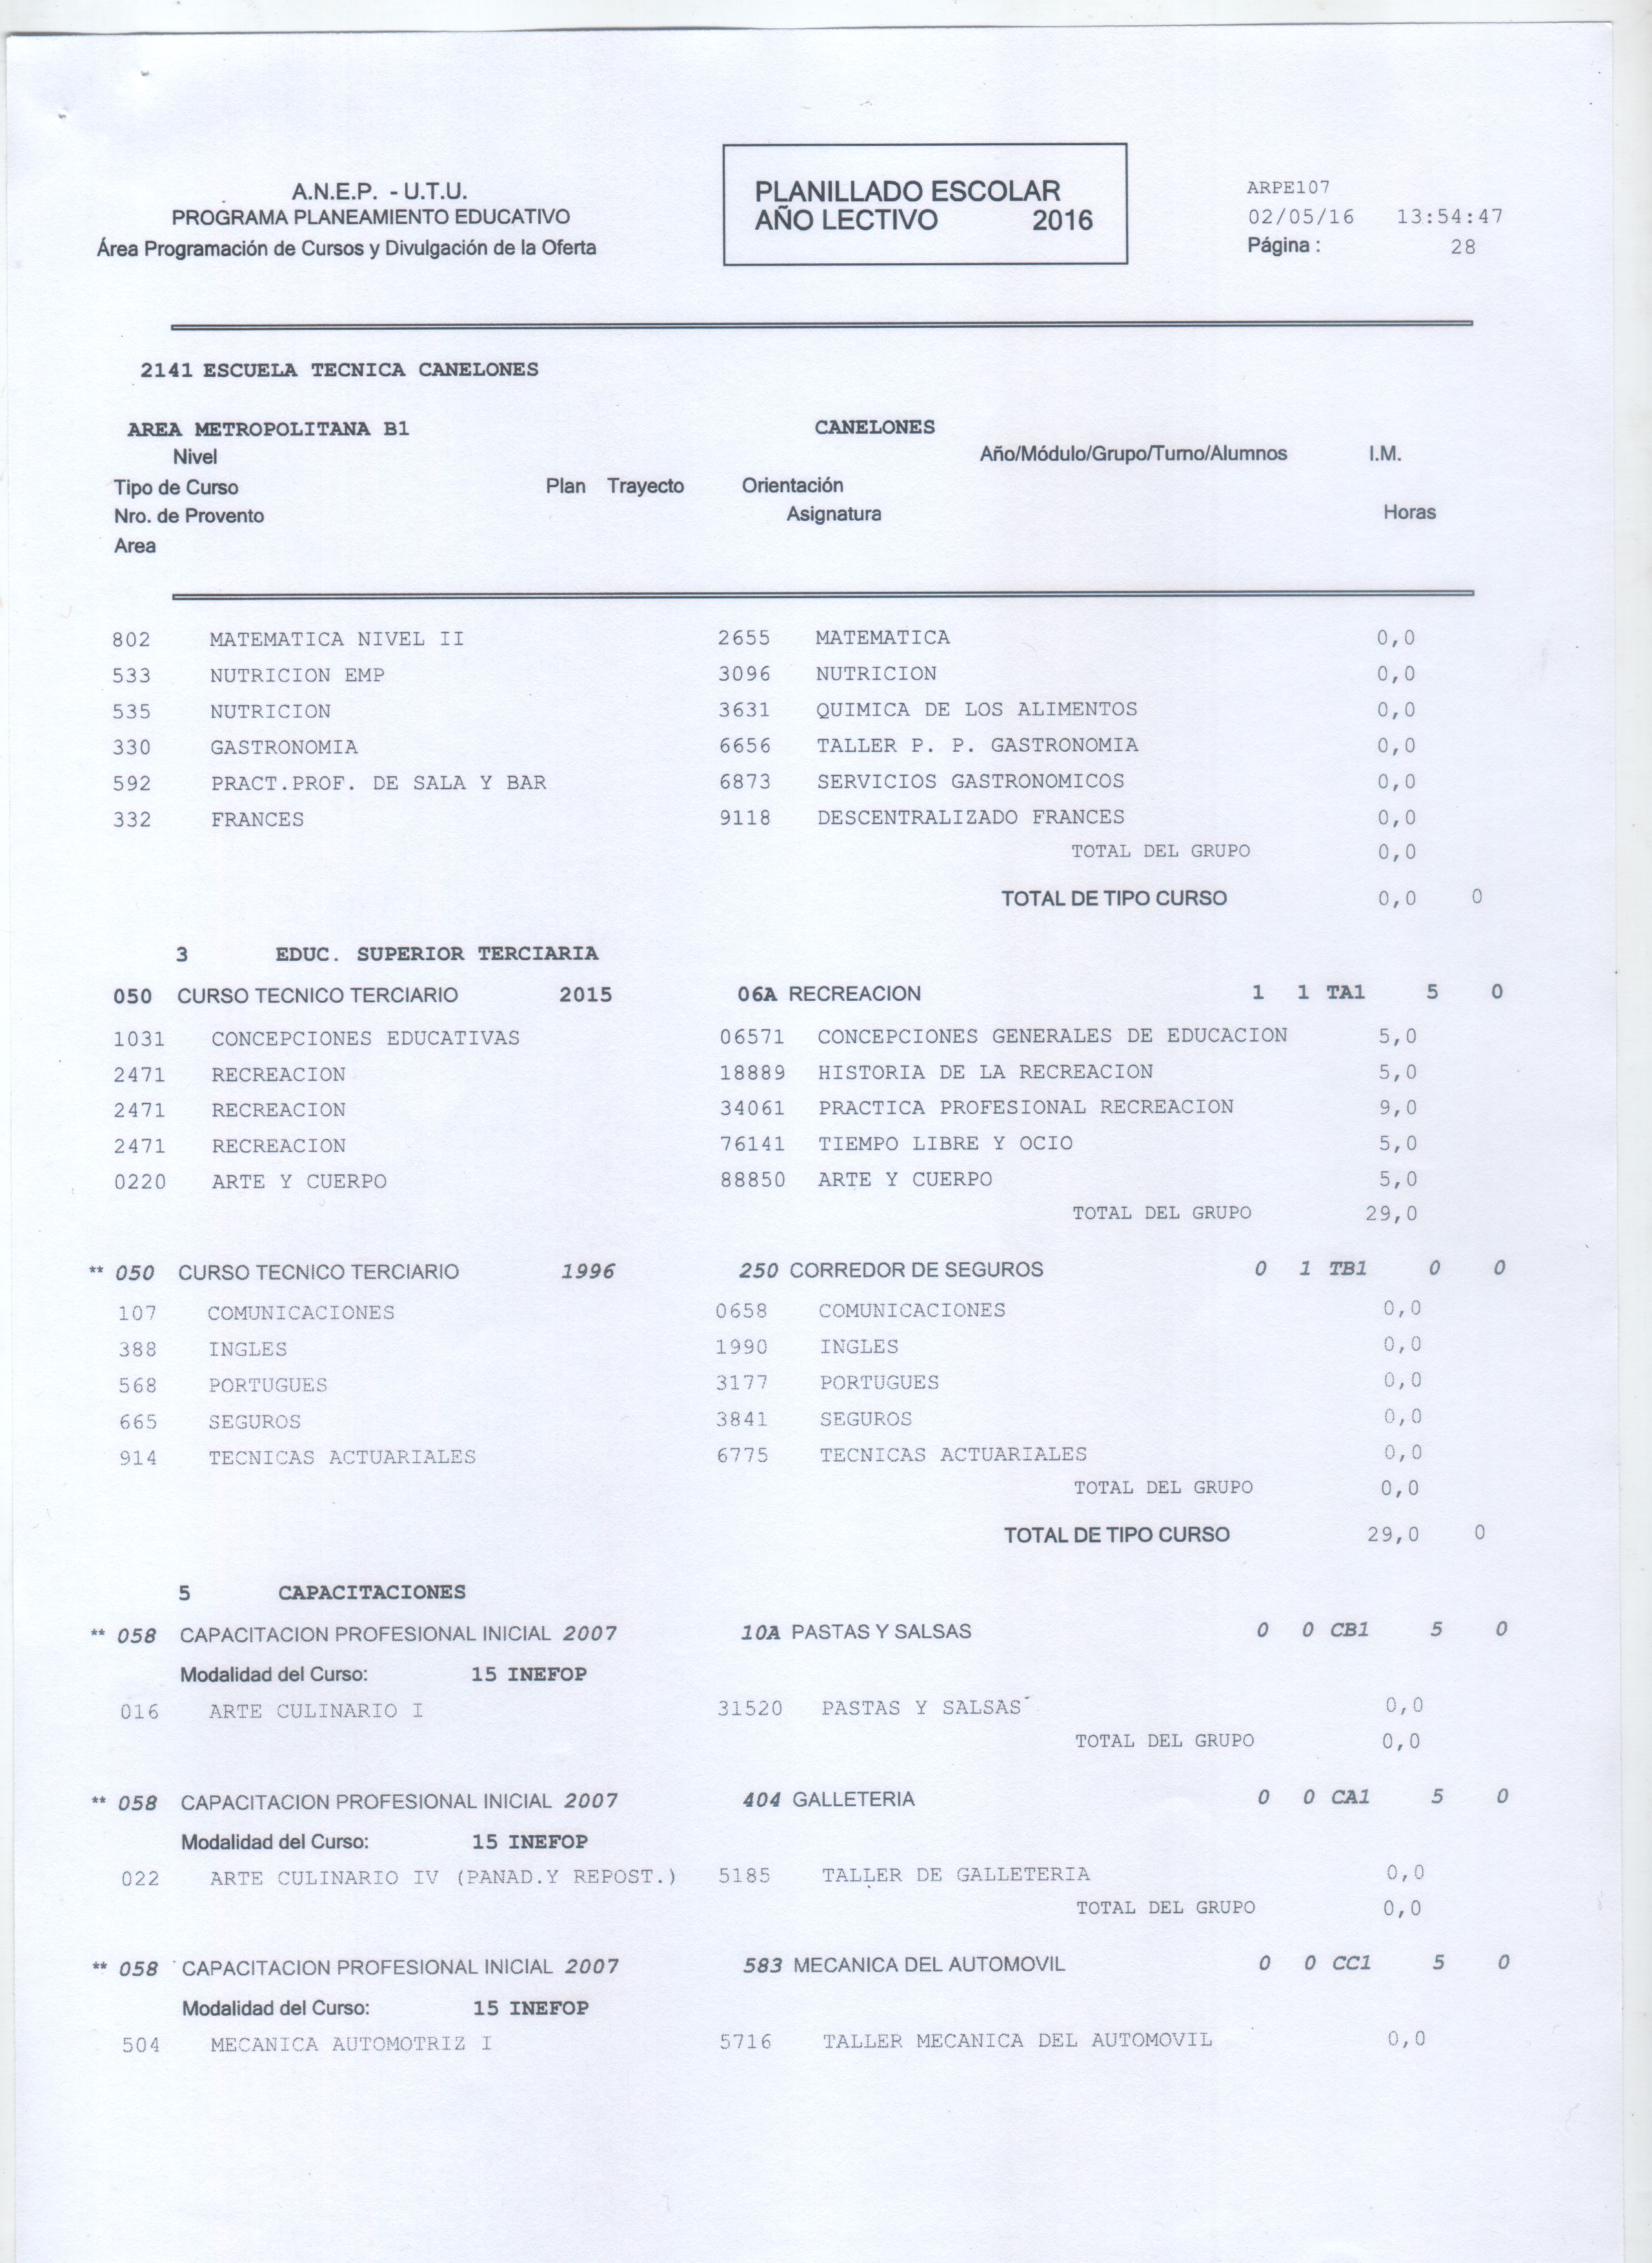 A.N.E.P. - U.T.U.
PROGRAMA PLANEAMIENTO EDUCATIVO
Área Programación de Cursos y Divulgación de la Oferta
PLANILLADO ESCOLAR
AÑO LECTIVO 2016
ARPE107
02/05/16 13:54:47
Página : 28
2141 ESCUELA TECNICA CANELONES
AREA METROPOLITANA B1 CANELONES
Nivel Año/Módulo/Grupo/Turno/Alumnos I.M.
Tipo de Curso Plan Trayecto Orientación
Nro. de Provento Asignatura Horas
Area
802 MATEMATICA NIVEL II 2655 MATEMATICA 0,0
533 NUTRICION EMP 3096 NUTRICION 0,0
535 NUTRICION 3631 QUIMICA DE LOS ALIMENTOS 0,0
330 GASTRONOMIA 6656 TALLER P. P. GASTRONOMIA 0,0
592 PRACT.PROF. DE SALA Y BAR 6873 SERVICIOS GASTRONOMICOS 0,0
332 FRANCES 9118 DESCENTRALIZADO FRANCES 0,0
TOTAL DEL GRUPO 0,0
TOTAL DE TIPO CURSO 0,0 0
3 EDUC. SUPERIOR TERCIARIA
050 CURSO TECNICO TERCIARIO 2015 06A RECREACION 1 1 TA1 5 0
1031 CONCEPCIONES EDUCATIVAS 06571 CONCEPCIONES GENERALES DE EDUCACION 5,0
2471 RECREACION 18889 HISTORIA DE LA RECREACION 5,0
2471 RECREACION 34061 PRACTICA PROFESIONAL RECREACION 9,0
2471 RECREACION 76141 TIEMPO LIBRE Y OCIO 5,0
0220 ARTE Y CUERPO 88850 ARTE Y CUERPO 5,0
TOTAL DEL GRUPO 29,0
** 050 CURSO TECNICO TERCIARIO 1996 250 CORREDOR DE SEGUROS 0 1 TB1 0 0
107 COMUNICACIONES 0658 COMUNICACIONES 0,0
388 INGLES 1990 INGLES 0,0
568 PORTUGUES 3177 PORTUGUES 0,0
665 SEGUROS 3841 SEGUROS 0,0
914 TECNICAS ACTUARIALES 6775 TECNICAS ACTUARIALES 0,0
TOTAL DEL GRUPO 0,0
TOTAL DE TIPO CURSO 29,0 0
5 CAPACITACIONES
** 058 CAPACITACION PROFESIONAL INICIAL 2007 10A PASTAS Y SALSAS 0 0 CB1 5 0
Modalidad del Curso: 15 INEFOP
016 ARTE CULINARIO I 31520 PASTAS Y SALSAS 0,0
TOTAL DEL GRUPO 0,0
** 058 CAPACITACION PROFESIONAL INICIAL 2007 404 GALLETERIA 0 0 CA1 5 0
Modalidad del Curso: 15 INEFOP
022 ARTE CULINARIO IV (PANAD.Y REPOST.) 5185 TALLER DE GALLETERIA 0,0
TOTAL DEL GRUPO 0,0
** 058 CAPACITACION PROFESIONAL INICIAL 2007 583 MECANICA DEL AUTOMOVIL 0 0 CC1 5 0
Modalidad del Curso: 15 INEFOP
504 MECANICA AUTOMOTRIZ I 5716 TALLER MECANICA DEL AUTOMOVIL 0,0